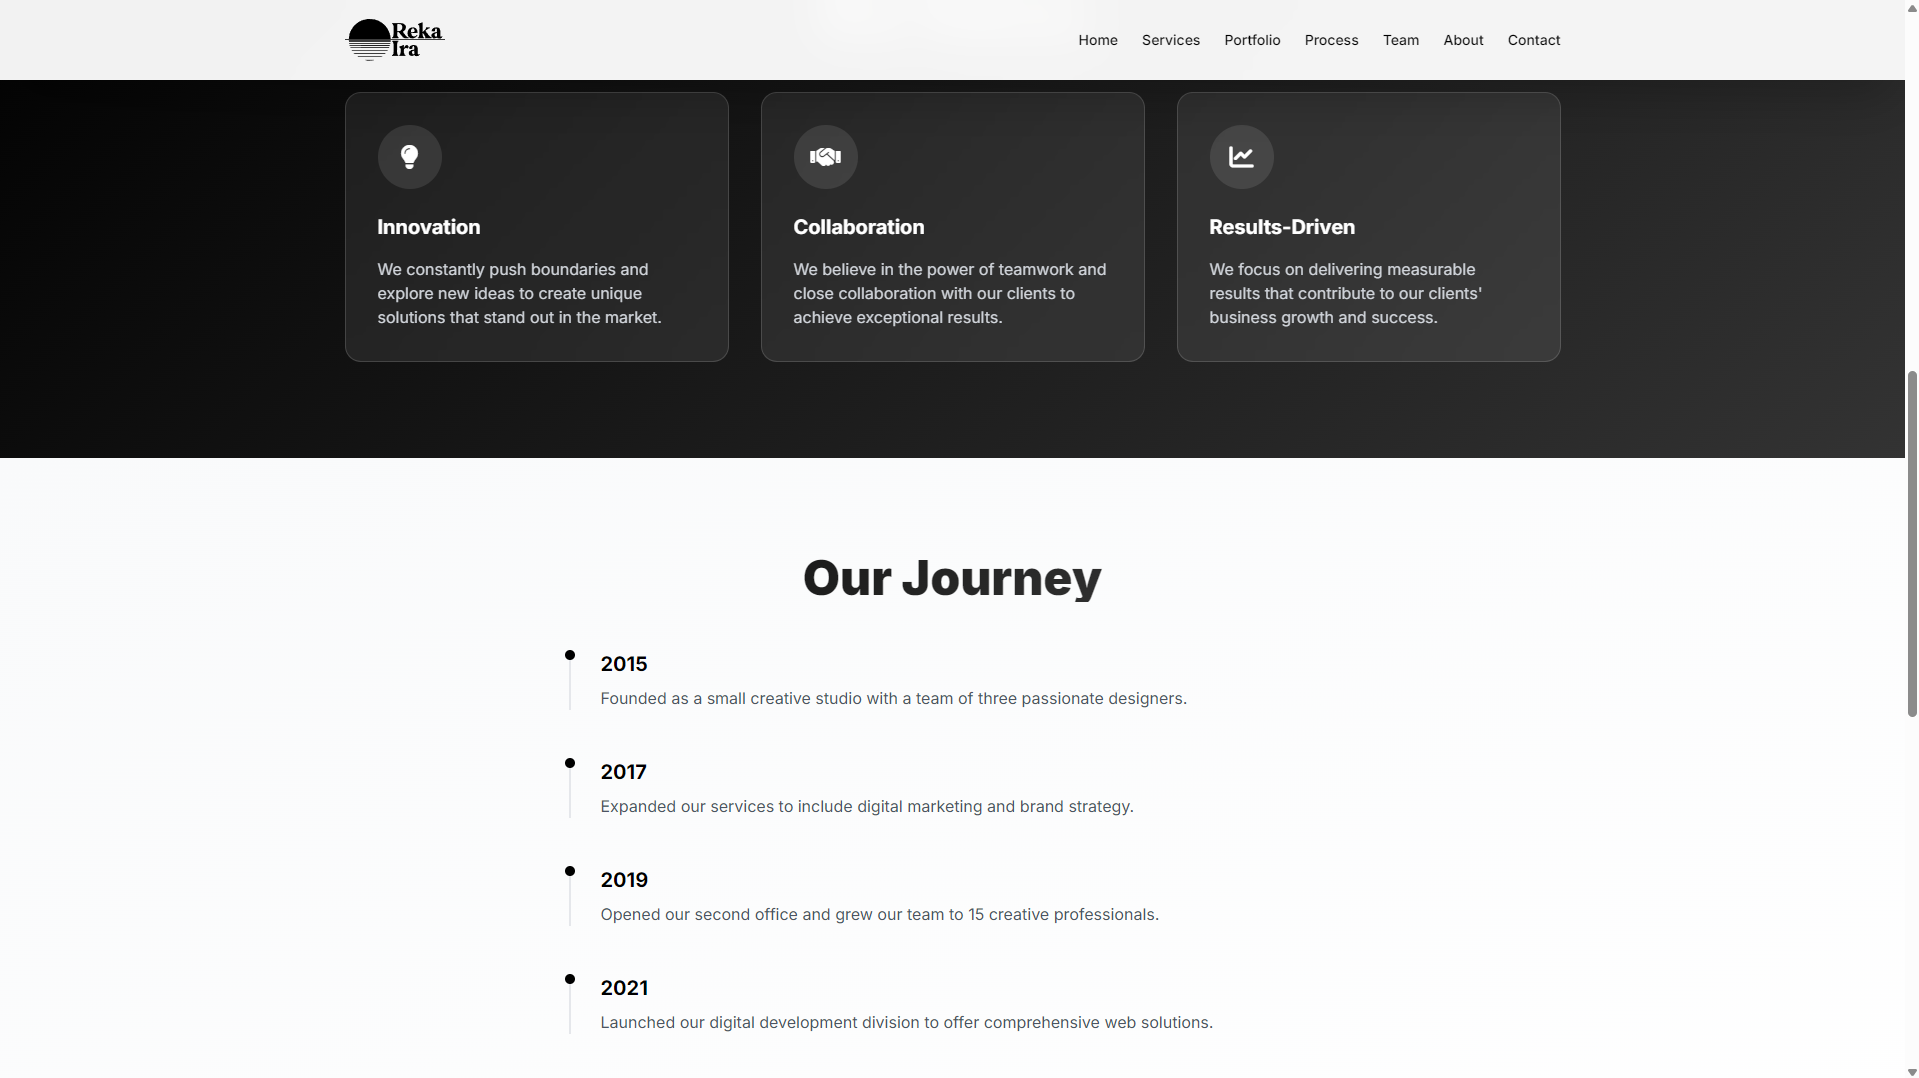 Reka
Ira
Home
Services
Portfolio
Process
Team
About
Contact
Innovation
We constantly push boundaries and
explore new ideas to create unique
solutions that stand out in the market.
Collaboration
We believe in the power of teamwork and
close collaboration with our clients to
achieve exceptional results.
Results-Driven
We focus on delivering measurable
results that contribute to our clients'
business growth and success.
Our Journey
2015
Founded as a small creative studio with a team of three passionate designers.
2017
Expanded our services to include digital marketing and brand strategy.
2019
Opened our second office and grew our team to 15 creative professionals.
2021
Launched our digital development division to offer comprehensive web solutions.